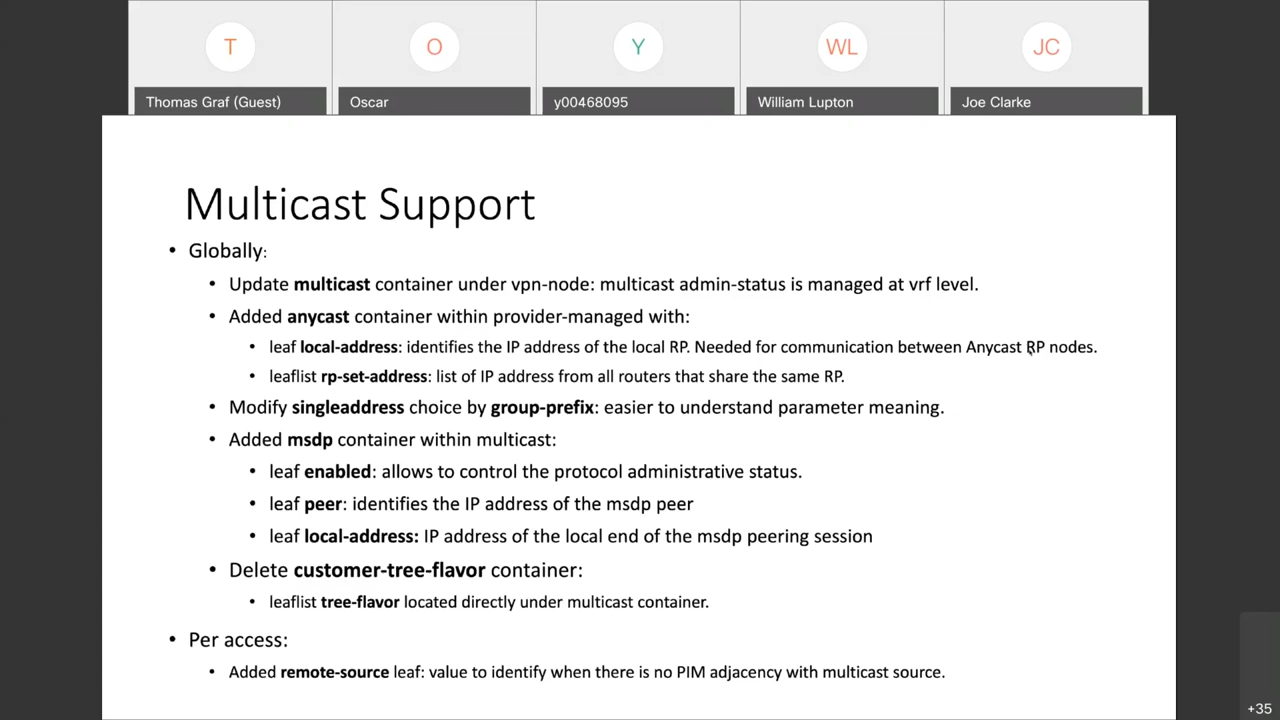 T
O
Y
WL
JC
Thomas Graf (Guest)
Oscar
y00468095
William Lupton
Joe Clarke
Multicast Support
• Globally:
• Update multicast container under vpn-node: multicast admin-status is managed at vrf level.
• Added anycast container within provider-managed with:
• leaf local-address: identifies the IP address of the local RP. Needed for communication between Anycast RP nodes.
• leaflist rp-set-address: list of IP address from all routers that share the same RP.
• Modify singleaddress choice by group-prefix: easier to understand parameter meaning.
• Added msdp container within multicast:
• leaf enabled: allows to control the protocol administrative status.
• leaf peer: identifies the IP address of the msdp peer
• leaf local-address: IP address of the local end of the msdp peering session
• Delete customer-tree-flavor container:
• leaflist tree-flavor located directly under multicast container.
• Per access:
• Added remote-source leaf: value to identify when there is no PIM adjacency with multicast source.
+35